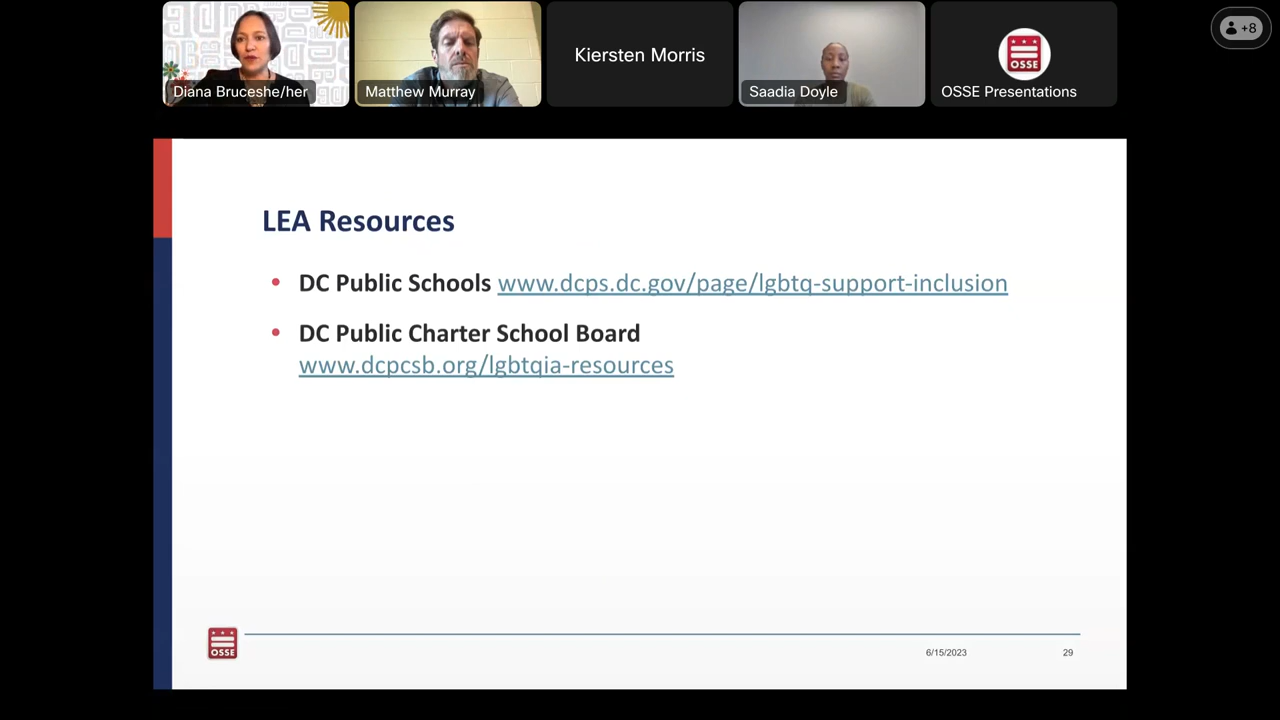 Diana Bruceshe/her
Matthew Murray
Kiersten Morris
Saadia Doyle
OSSE
OSSE Presentations
+8
LEA Resources
• DC Public Schools www.dcps.dc.gov/page/lgbtq-support-inclusion
• DC Public Charter School Board
www.dcpcsb.org/lgbtqia-resources
OSSE
6/15/2023
29